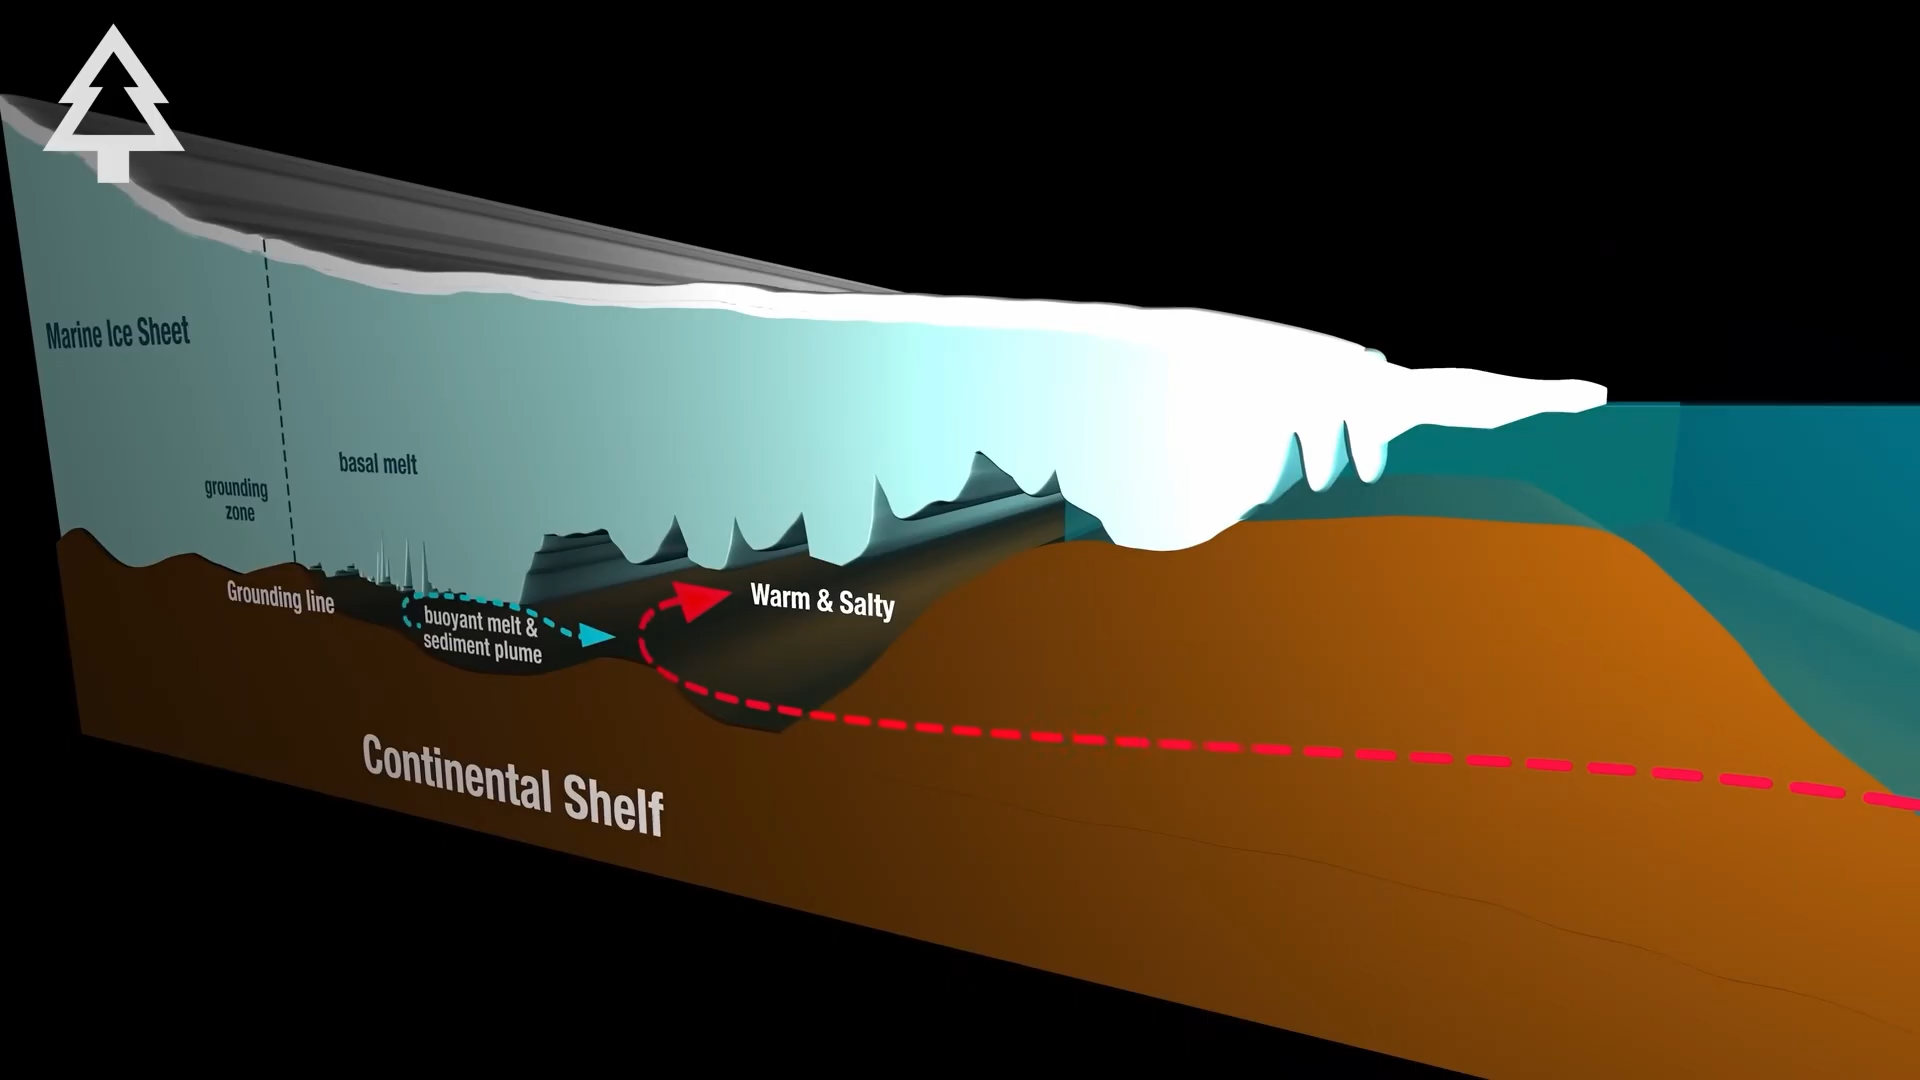 Marine Ice Sheet
basal melt
grounding
zone
Grounding line
buoyant melt &
sediment plume
Warm & Salty
Continental Shelf